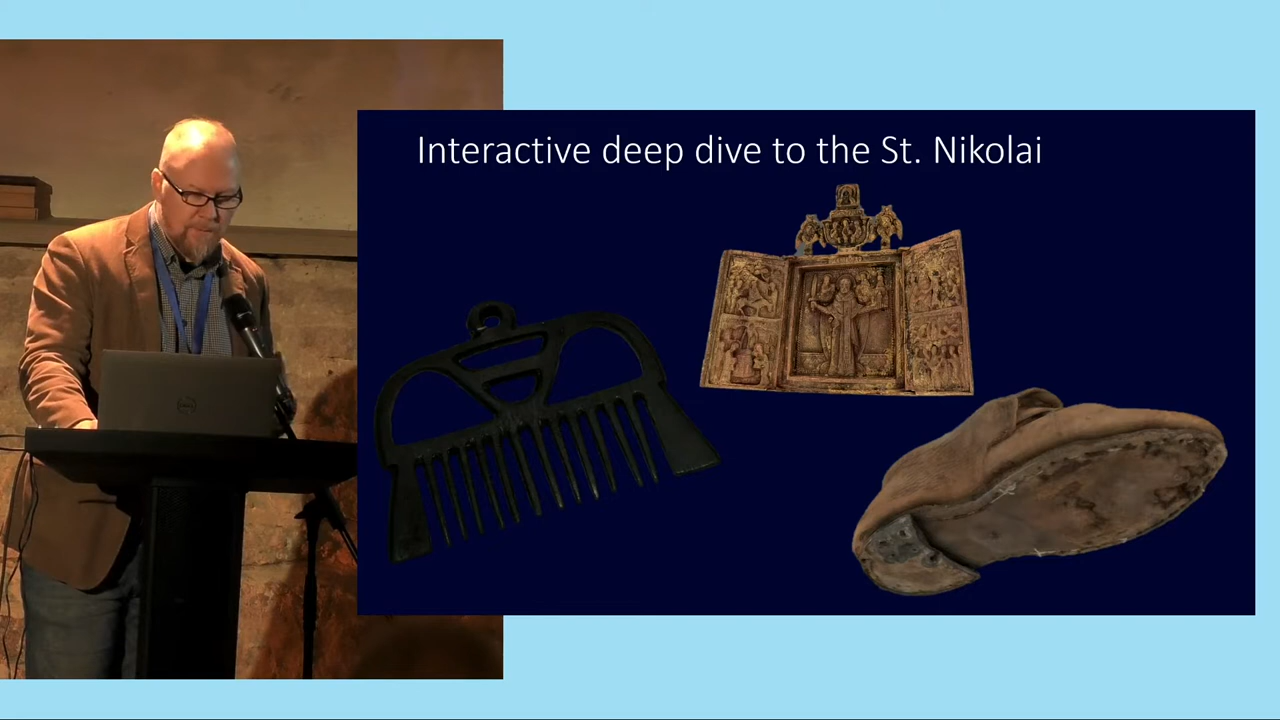 Interactive deep dive to the St. Nikolai